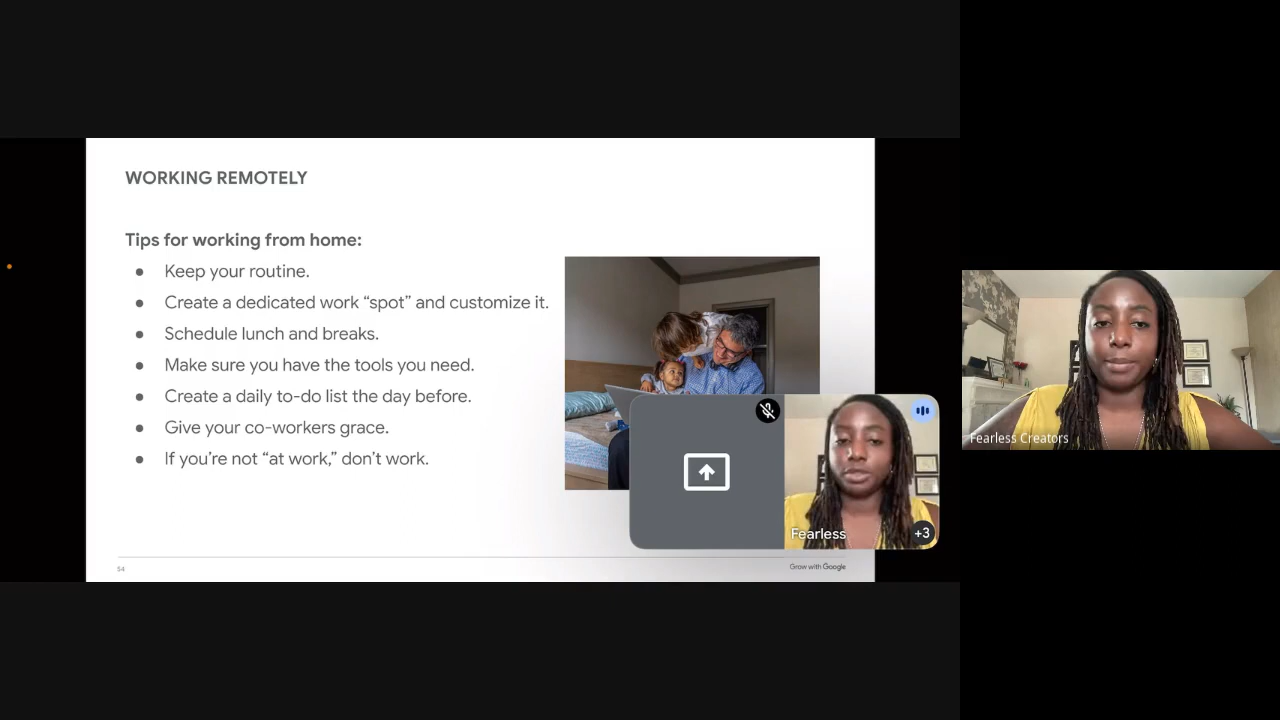 WORKING REMOTELY
Tips for working from home:
● Keep your routine.
● Create a dedicated work “spot” and customize it.
● Schedule lunch and breaks.
● Make sure you have the tools you need.
● Create a daily to-do list the day before.
● Give your co-workers grace.
● If you’re not “at work,” don’t work.
54
Grow with Google
Fearless
+3
Fearless Creators